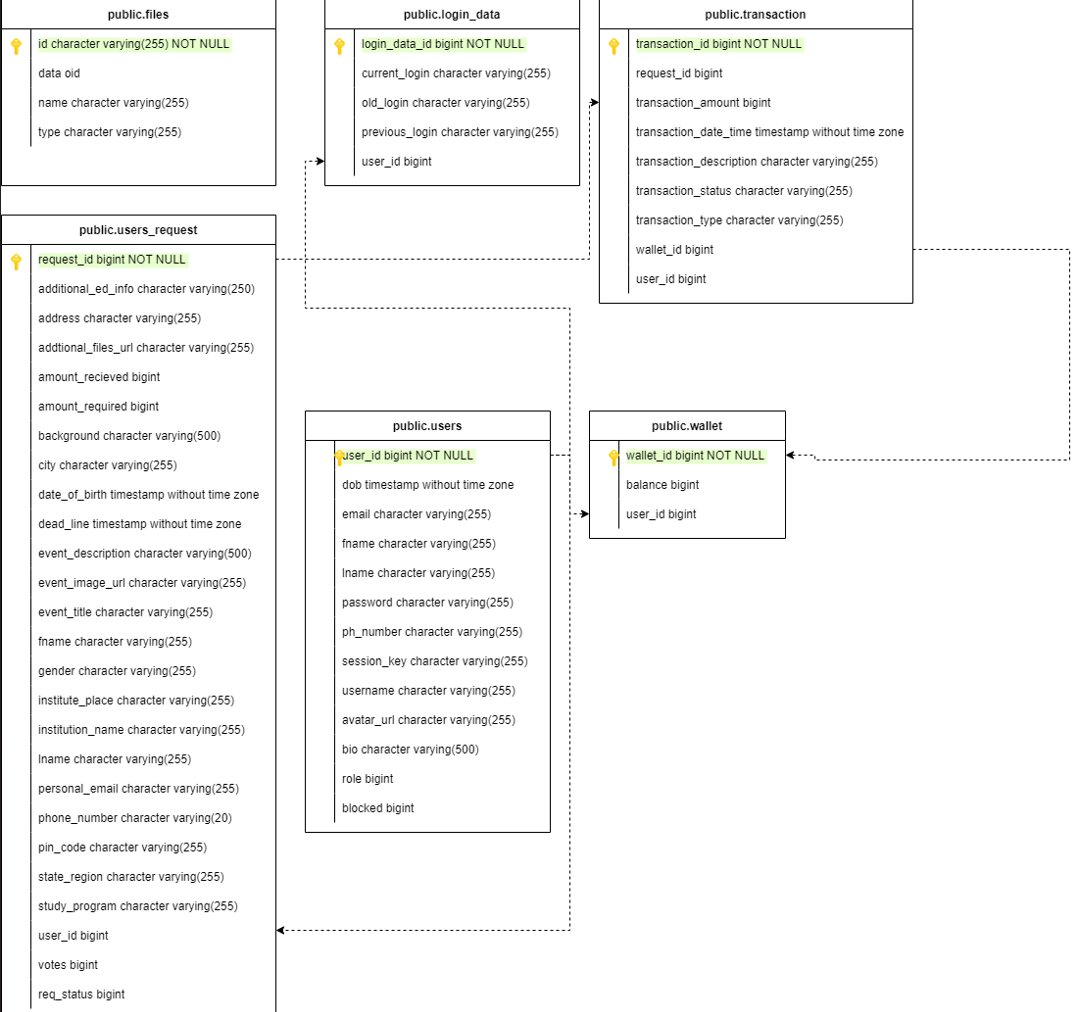 public.files
id character varying(255) NOT NULL
data oid
name character varying(255)
type character varying(255)
public.login_data
login_data_id bigint NOT NULL
current_login character varying(255)
old_login character varying(255)
previous_login character varying(255)
user_id bigint
public.transaction
transaction_id bigint NOT NULL
request_id bigint
transaction_amount bigint
transaction_date_time timestamp without time zone
transaction_description character varying(255)
transaction_status character varying(255)
transaction_type character varying(255)
wallet_id bigint
user_id bigint
public.users_request
request_id bigint NOT NULL
additional_ed_info character varying(250)
address character varying(255)
addtional_files_url character varying(255)
amount_recieved bigint
amount_required bigint
background character varying(500)
city character varying(255)
date_of_birth timestamp without time zone
dead_line timestamp without time zone
event_description character varying(500)
event_image_url character varying(255)
event_title character varying(255)
fname character varying(255)
gender character varying(255)
institute_place character varying(255)
institution_name character varying(255)
lname character varying(255)
personal_email character varying(255)
phone_number character varying(20)
pin_code character varying(255)
state_region character varying(255)
study_program character varying(255)
user_id bigint
votes bigint
req_status bigint
public.users
user_id bigint NOT NULL
dob timestamp without time zone
email character varying(255)
fname character varying(255)
lname character varying(255)
password character varying(255)
ph_number character varying(255)
session_key character varying(255)
username character varying(255)
avatar_url character varying(255)
bio character varying(500)
role bigint
blocked bigint
public.wallet
wallet_id bigint NOT NULL
balance bigint
user_id bigint